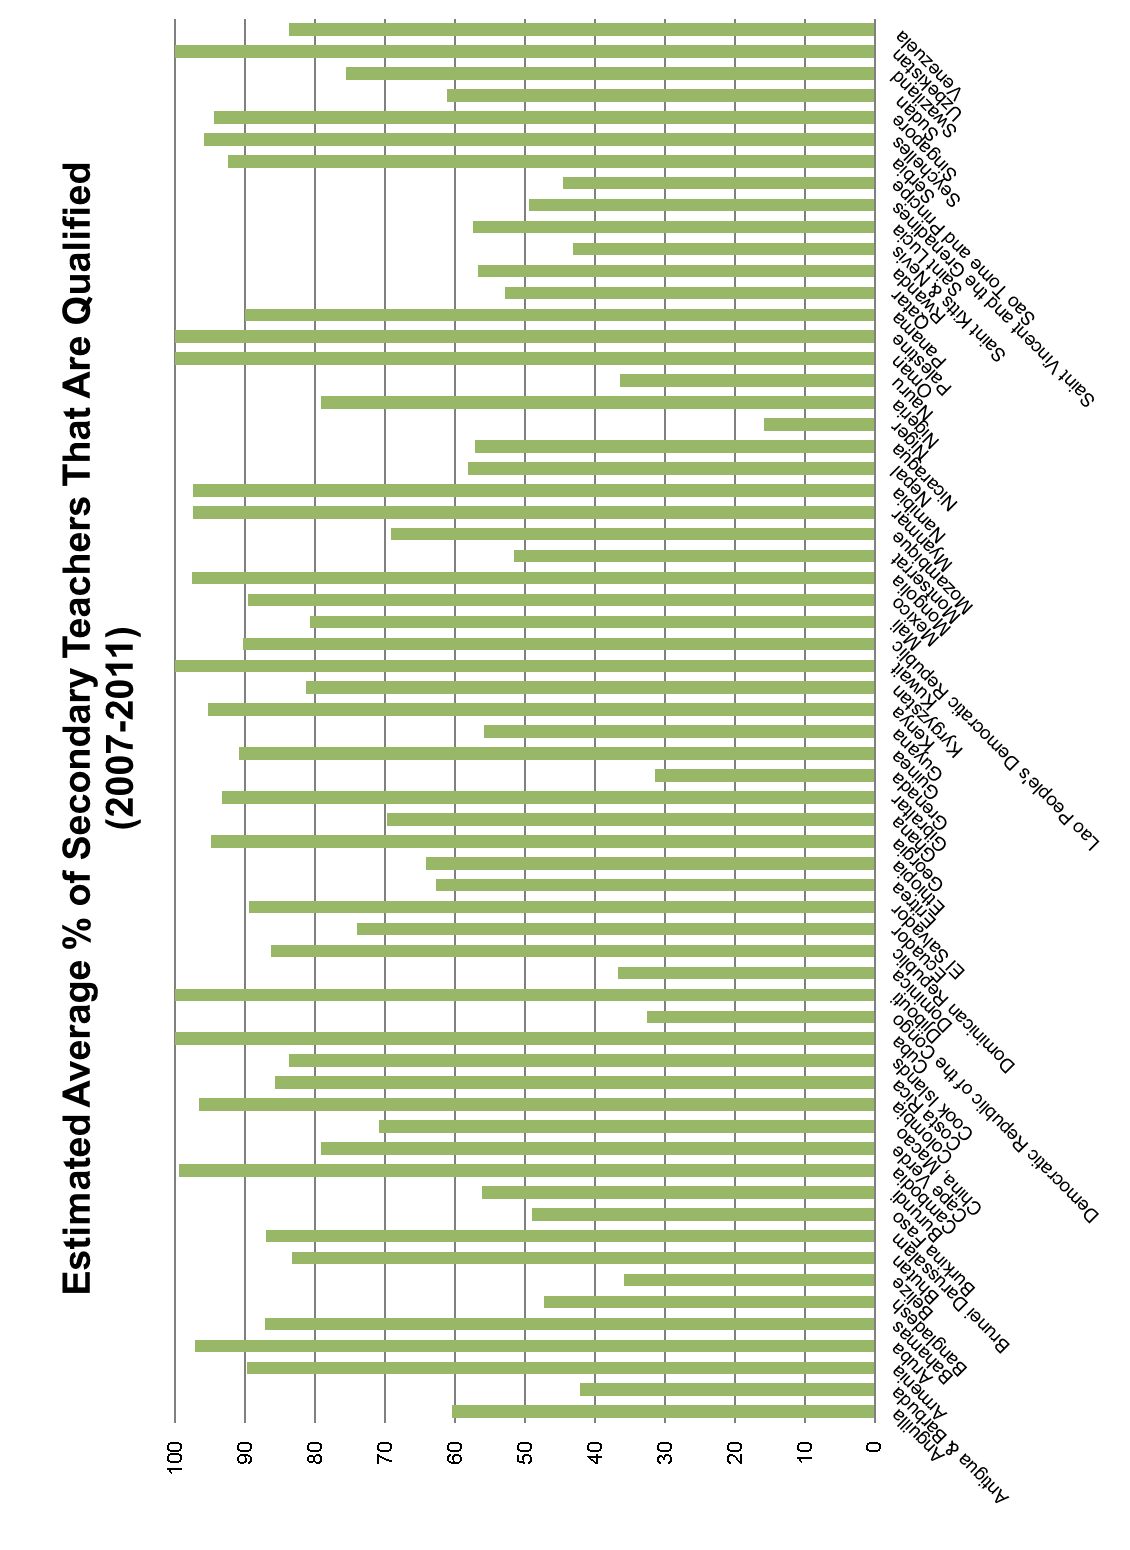 Estimated Average % of Secondary Teachers That Are Qualified
(2007-2011)
100
90
80
70
60
50
40
30
20
10
0
Anguilla
Antigua & Barbuda
Armenia
Aruba
Bahamas
Bangladesh
Belize
Bhutan
Brunei Darussalam
Burkina Faso
Burundi
Cambodia
Cape Verde
China, Macao
Colombia
Costa Rica
Cook Islands
Cuba
Democratic Republic of the Congo
Djibouti
Dominica
Dominican Republic
Ecuador
El Salvador
Eritrea
Ethiopia
Georgia
Ghana
Gibraltar
Grenada
Guinea
Guyana
Kenya
Kyrgyzstan
Kuwait
Lao People's Democratic Republic
Mali
Mexico
Mongolia
Montserrat
Mozambique
Myanmar
Namibia
Nepal
Nicaragua
Niger
Nigeria
Nauru
Oman
Palestine
Panama
Qatar
Rwanda
Saint Kitts & Nevis
Saint Lucia
Saint Vincent and the Grenadines
Sao Tome and Principe
Serbia
Seychelles
Singapore
Sudan
Swaziland
Uzbekistan
Venezuela